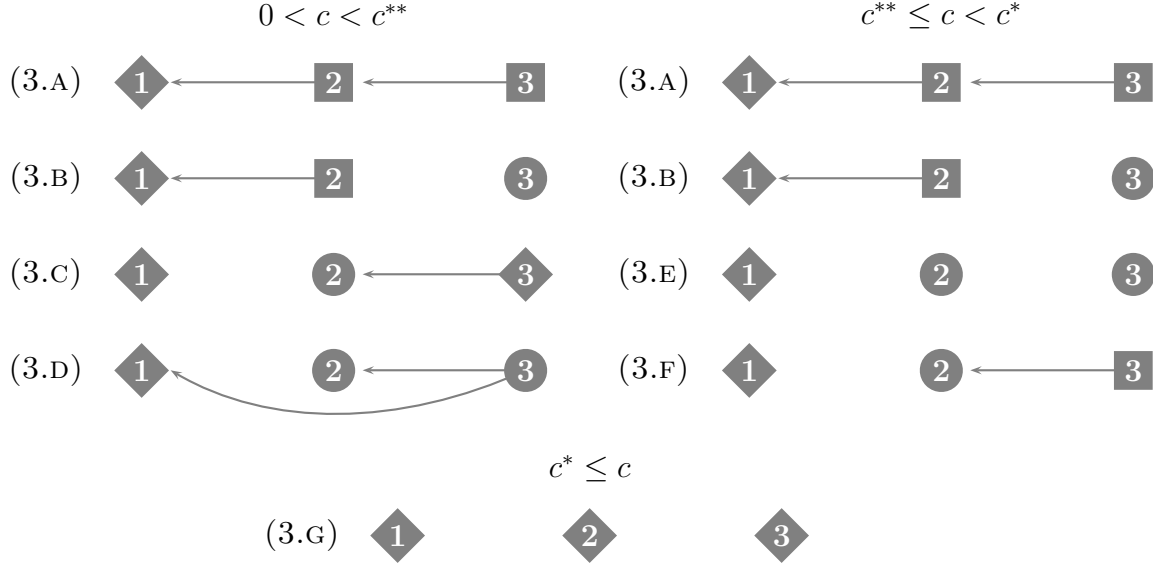 0 < c < c**
c** ≤ c < c*
(3.A) 1 2 3
(3.A) 1 2 3
(3.B) 1 2 3
(3.B) 1 2 3
(3.C) 1 2 3
(3.E) 1 2 3
(3.D) 1 2 3
(3.F) 1 2 3
c* ≤ c
(3.G) 1 2 3